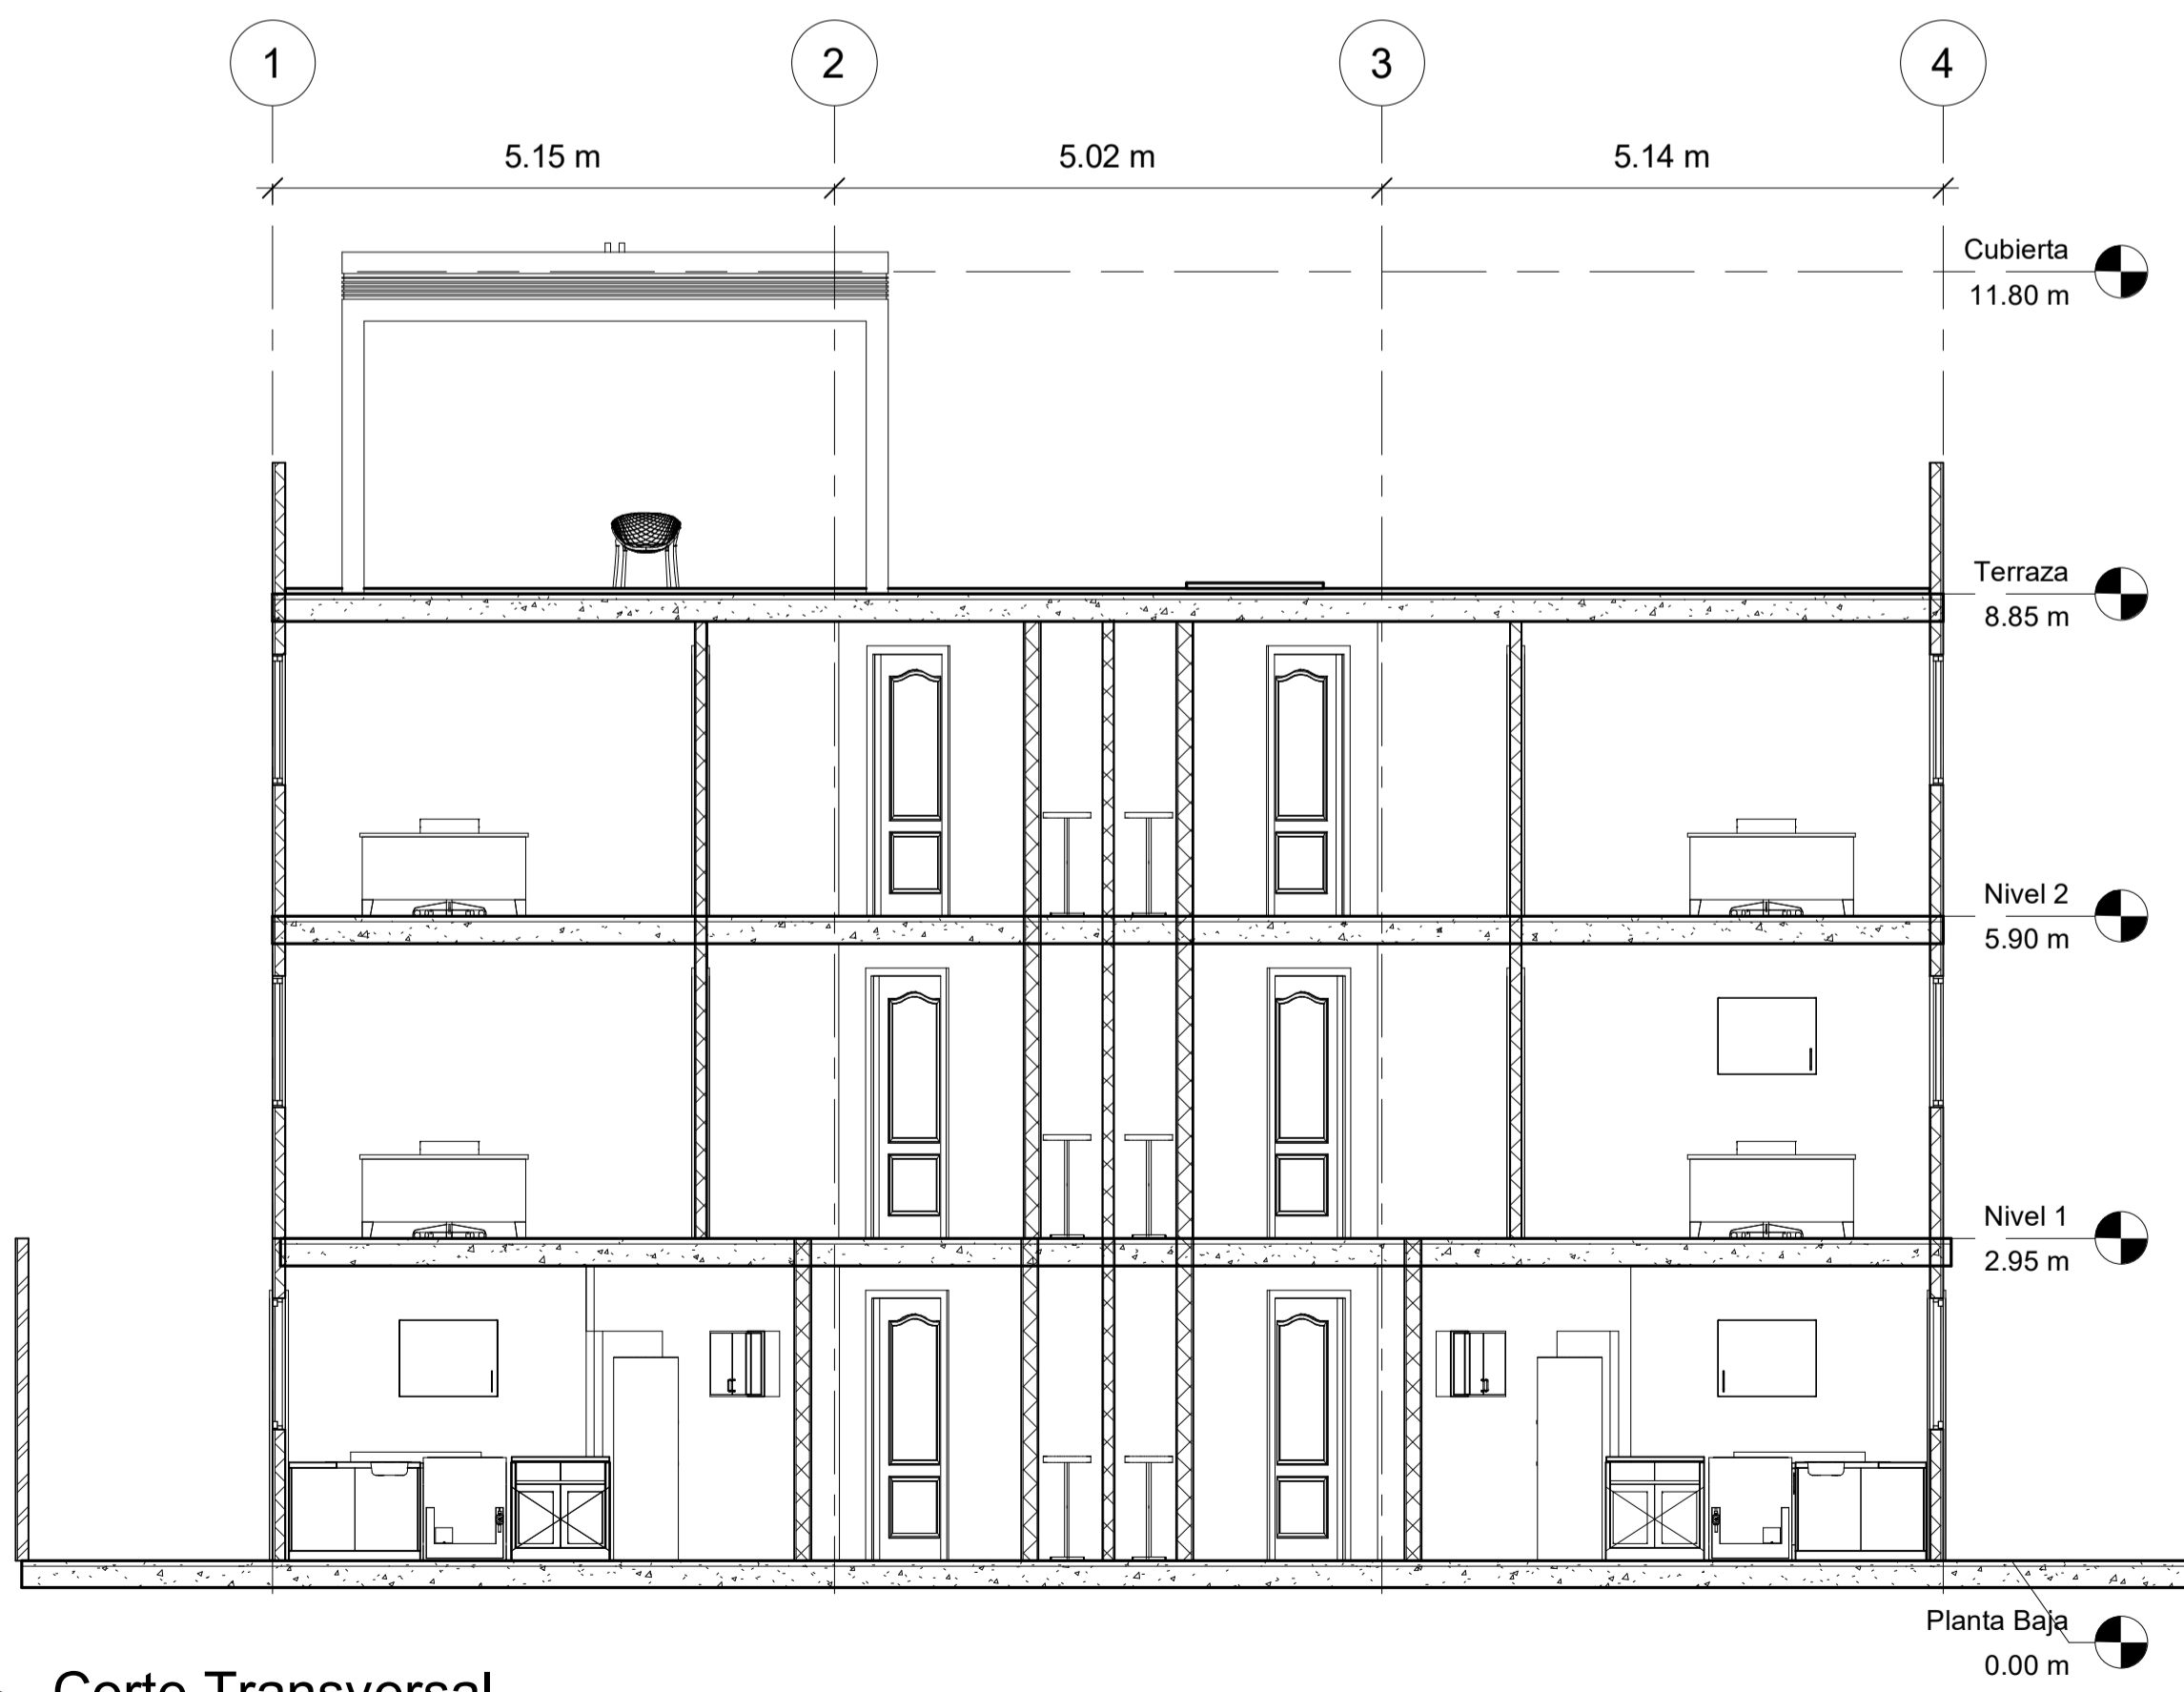 1 2 3 4
5.15 m 5.02 m 5.14 m
Cubierta
11.80 m
Terraza
8.85 m
Nivel 2
5.90 m
Nivel 1
2.95 m
Planta Baja
0.00 m
Corte Transversal